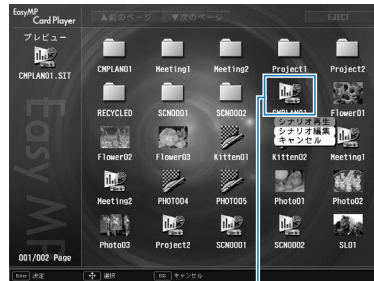 EasyMP
Card Player
▲前のページ ▼次のページ EJECT
プレビュー
CMPLAN01.SIT
CMPLAN01 Meeting1 Meeting2 Project1 Project2
RECYCLED SCN0001 SCN0002 CMPLAN01 Flower01
シナリオ再生
シナリオ編集
キャンセル
Flower02 Flower03 Kitten01 Kitten02 Meeting1
Meeting2 PHOTO04 PHOTO05 Photo01 Photo02
Photo03 Project2 SCN0001 SCN0002 SL01
Easy MP
001/002 Page
Enter 決定 選択 ESC キャンセル